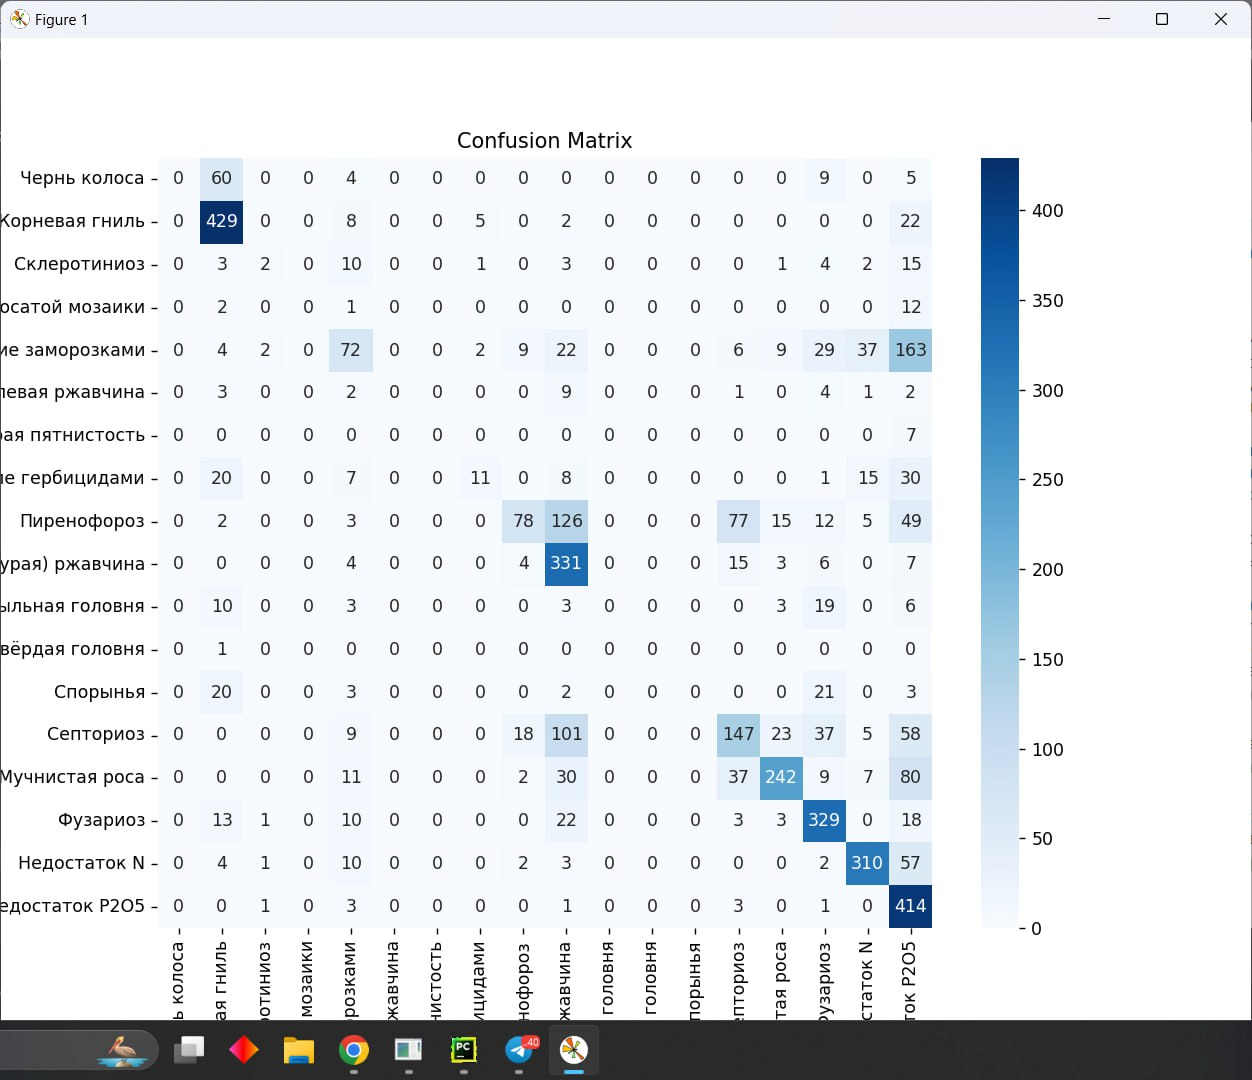 Figure 1
Confusion Matrix
Чернь колоса 0 60 0 0 4 0 0 0 0 0 0 0 0 0 0 9 0 5
Корневая гниль 0 429 0 0 8 0 0 5 0 2 0 0 0 0 0 0 0 22
Склеротиниоз 0 3 2 0 10 0 0 1 0 3 0 0 0 0 1 4 2 15
осатой мозаики 0 2 0 0 1 0 0 0 0 0 0 0 0 0 0 0 0 12
ие заморозками 0 4 2 0 72 0 0 2 9 22 0 0 0 6 9 29 37 163
левая ржавчина 0 3 0 0 2 0 0 0 0 9 0 0 0 1 0 4 1 2
ая пятнистость 0 0 0 0 0 0 0 0 0 0 0 0 0 0 0 0 0 7
е гербицидами 0 20 0 0 7 0 0 11 0 8 0 0 0 0 0 1 15 30
Пиренофороз 0 2 0 0 3 0 0 0 78 126 0 0 0 77 15 12 5 49
урая) ржавчина 0 0 0 0 4 0 0 0 4 331 0 0 0 15 3 6 0 7
ыльная головня 0 10 0 0 3 0 0 0 0 3 0 0 0 0 3 19 0 6
вёрдая головня 0 1 0 0 0 0 0 0 0 0 0 0 0 0 0 0 0 0
Спорынья 0 20 0 0 3 0 0 0 0 2 0 0 0 0 0 21 0 3
Септориоз 0 0 0 0 9 0 0 0 18 101 0 0 0 147 23 37 5 58
Мучнистая роса 0 0 0 0 11 0 0 0 2 30 0 0 0 37 242 9 7 80
Фузариоз 0 13 1 0 10 0 0 0 0 22 0 0 0 3 3 329 0 18
Недостаток N 0 4 1 0 10 0 0 0 2 3 0 0 0 0 0 2 310 57
едостаток P2O5 0 0 1 0 3 0 0 0 0 1 0 0 0 3 0 1 0 414
ь колоса
ая гниль
ротиниоз
мозаики
розками
жавчина
нистость
ицидами
нофороз
жавчина
головня
головня
порынья
епториоз
тая роса
узариоз
статок N
ток P2O5
400
350
300
250
200
150
100
50
0
PC
..40